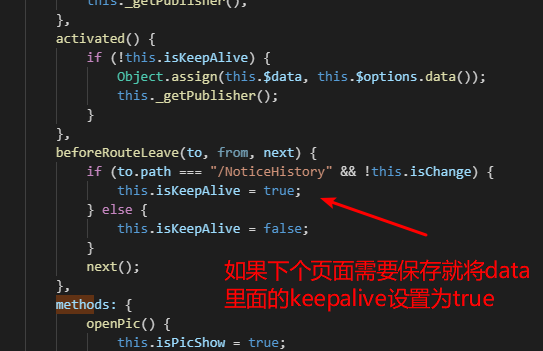 this._getPublisher();
},
activated() {
if (!this.isKeepAlive) {
Object.assign(this.$data, this.$options.data());
this._getPublisher();
}
},
beforeRouteLeave(to, from, next) {
if (to.path === "/NoticeHistory" && !this.isChange) {
this.isKeepAlive = true;
} else {
this.isKeepAlive = false;
}
next();
},
如果下个页面需要保存就将data
里面的keepalive设置为true
methods: {
openPic() {
this.isPicShow = true;